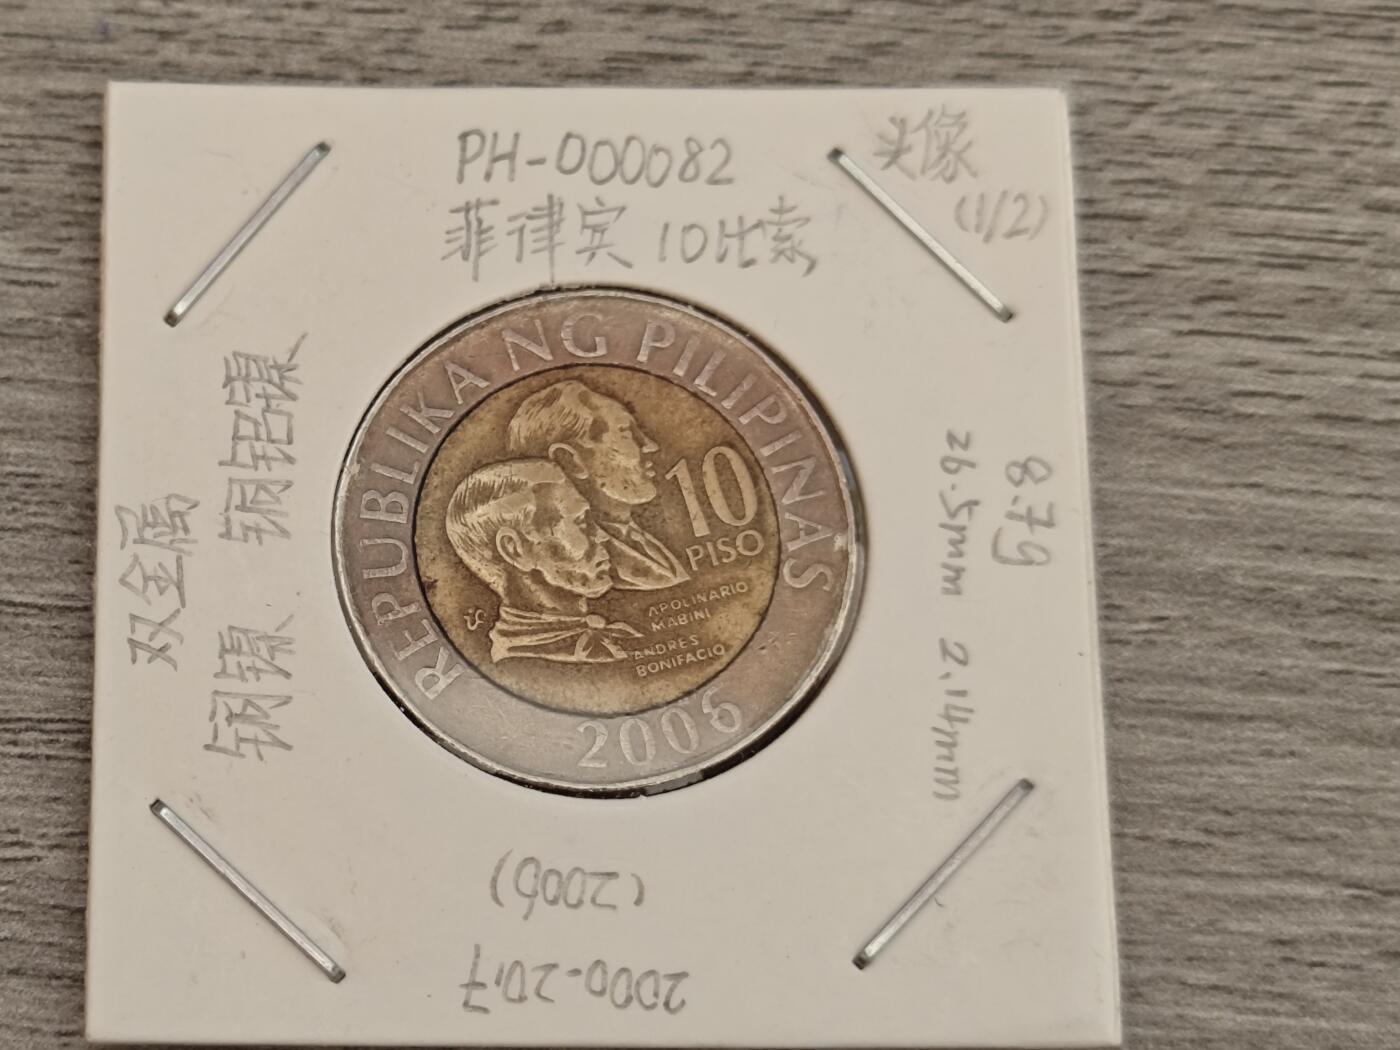 PH-000082
菲律宾 10比索
头像
(1/2)
双金属
铜镍 铜铝镍
8.7g
26.5mm 2.14mm
(2006)
2000-2017
REPUBLIKA NG PILIPINAS
10
PISO
APOLINARIO
MABINI
ANDRES
BONIFACIO
2006